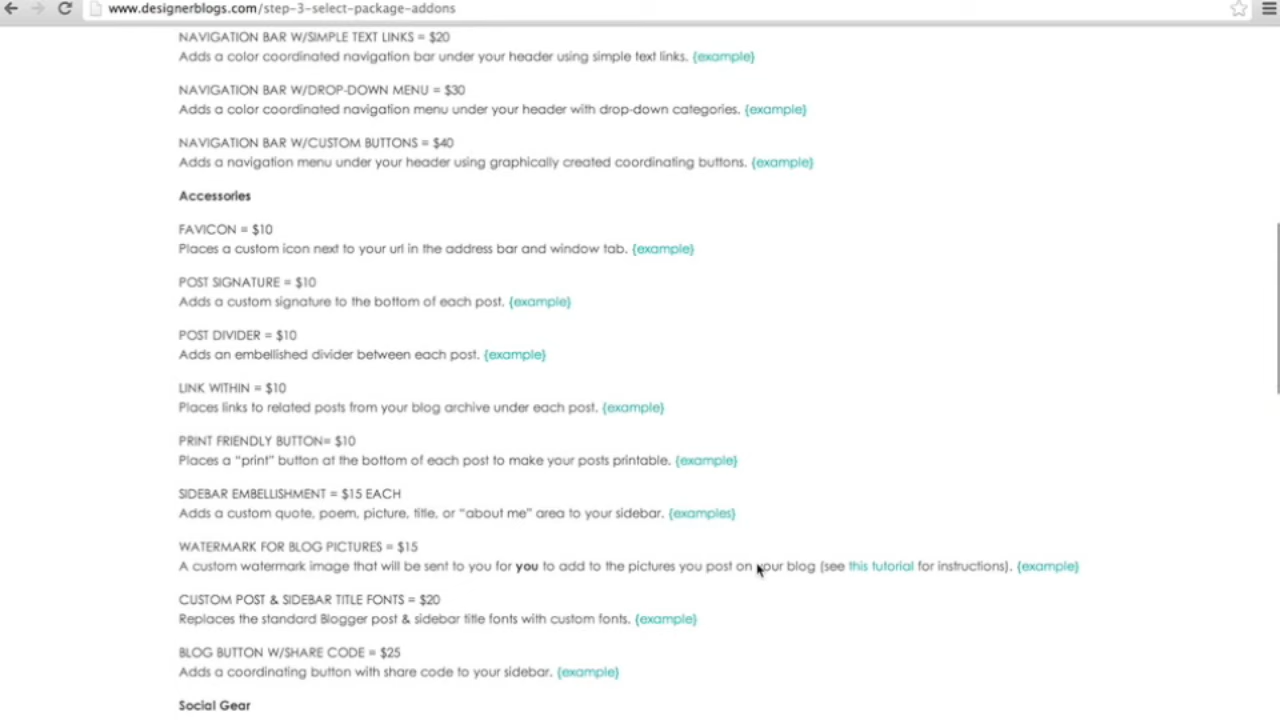 www.designerblogs.com/step-3-select-package-addons
NAVIGATION BAR W/SIMPLE TEXT LINKS = $20
Adds a color coordinated navigation bar under your header using simple text links. {example}
NAVIGATION BAR W/DROP-DOWN MENU = $30
Adds a color coordinated navigation menu under your header with drop-down categories. {example}
NAVIGATION BAR W/CUSTOM BUTTONS = $40
Adds a navigation menu under your header using graphically created coordinating buttons. {example}
Accessories
FAVICON = $10
Places a custom icon next to your url in the address bar and window tab. {example}
POST SIGNATURE = $10
Adds a custom signature to the bottom of each post. {example}
POST DIVIDER = $10
Adds an embellished divider between each post. {example}
LINK WITHIN = $10
Places links to related posts from your blog archive under each post. {example}
PRINT FRIENDLY BUTTON= $10
Places a “print” button at the bottom of each post to make your posts printable. {example}
SIDEBAR EMBELLISHMENT = $15 EACH
Adds a custom quote, poem, picture, title, or “about me” area to your sidebar. {examples}
WATERMARK FOR BLOG PICTURES = $15
A custom watermark image that will be sent to you for you to add to the pictures you post on your blog (see this tutorial for instructions). {example}
CUSTOM POST & SIDEBAR TITLE FONTS = $20
Replaces the standard Blogger post & sidebar title fonts with custom fonts. {example}
BLOG BUTTON W/SHARE CODE = $25
Adds a coordinating button with share code to your sidebar. {example}
Social Gear